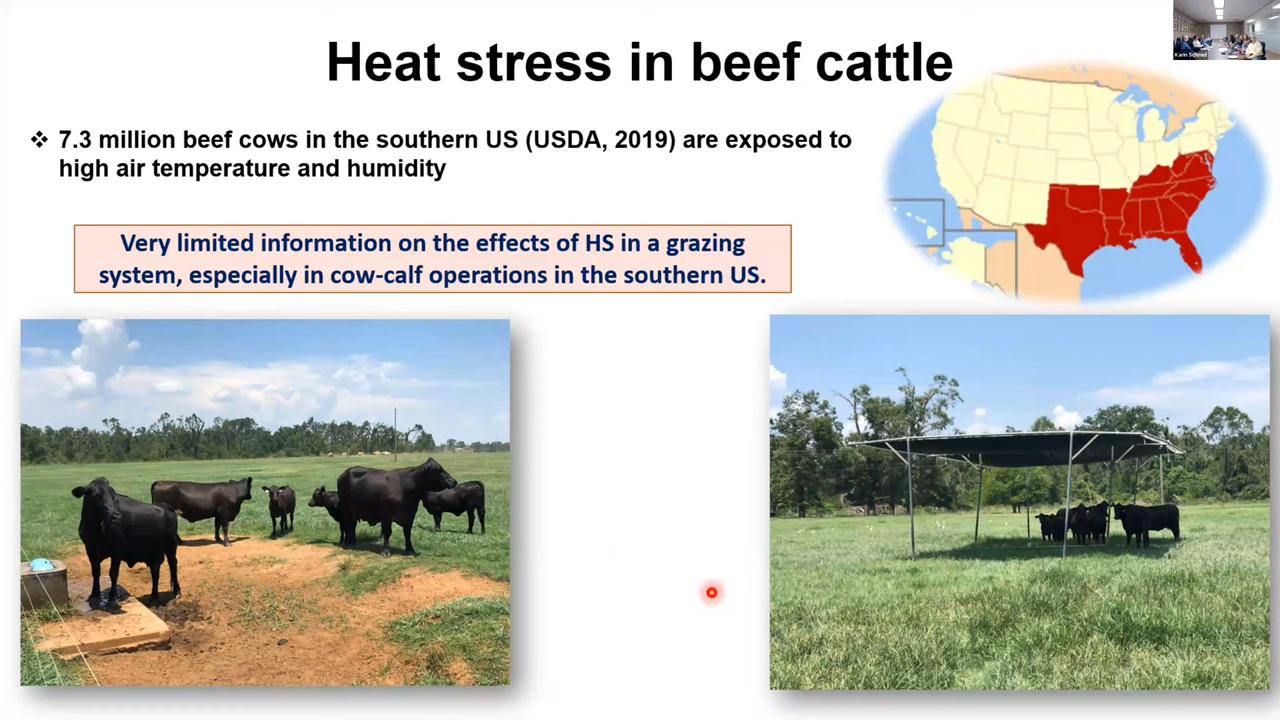 Heat stress in beef cattle
Karin Schmid
❖ 7.3 million beef cows in the southern US (USDA, 2019) are exposed to
high air temperature and humidity
Very limited information on the effects of HS in a grazing
system, especially in cow-calf operations in the southern US.